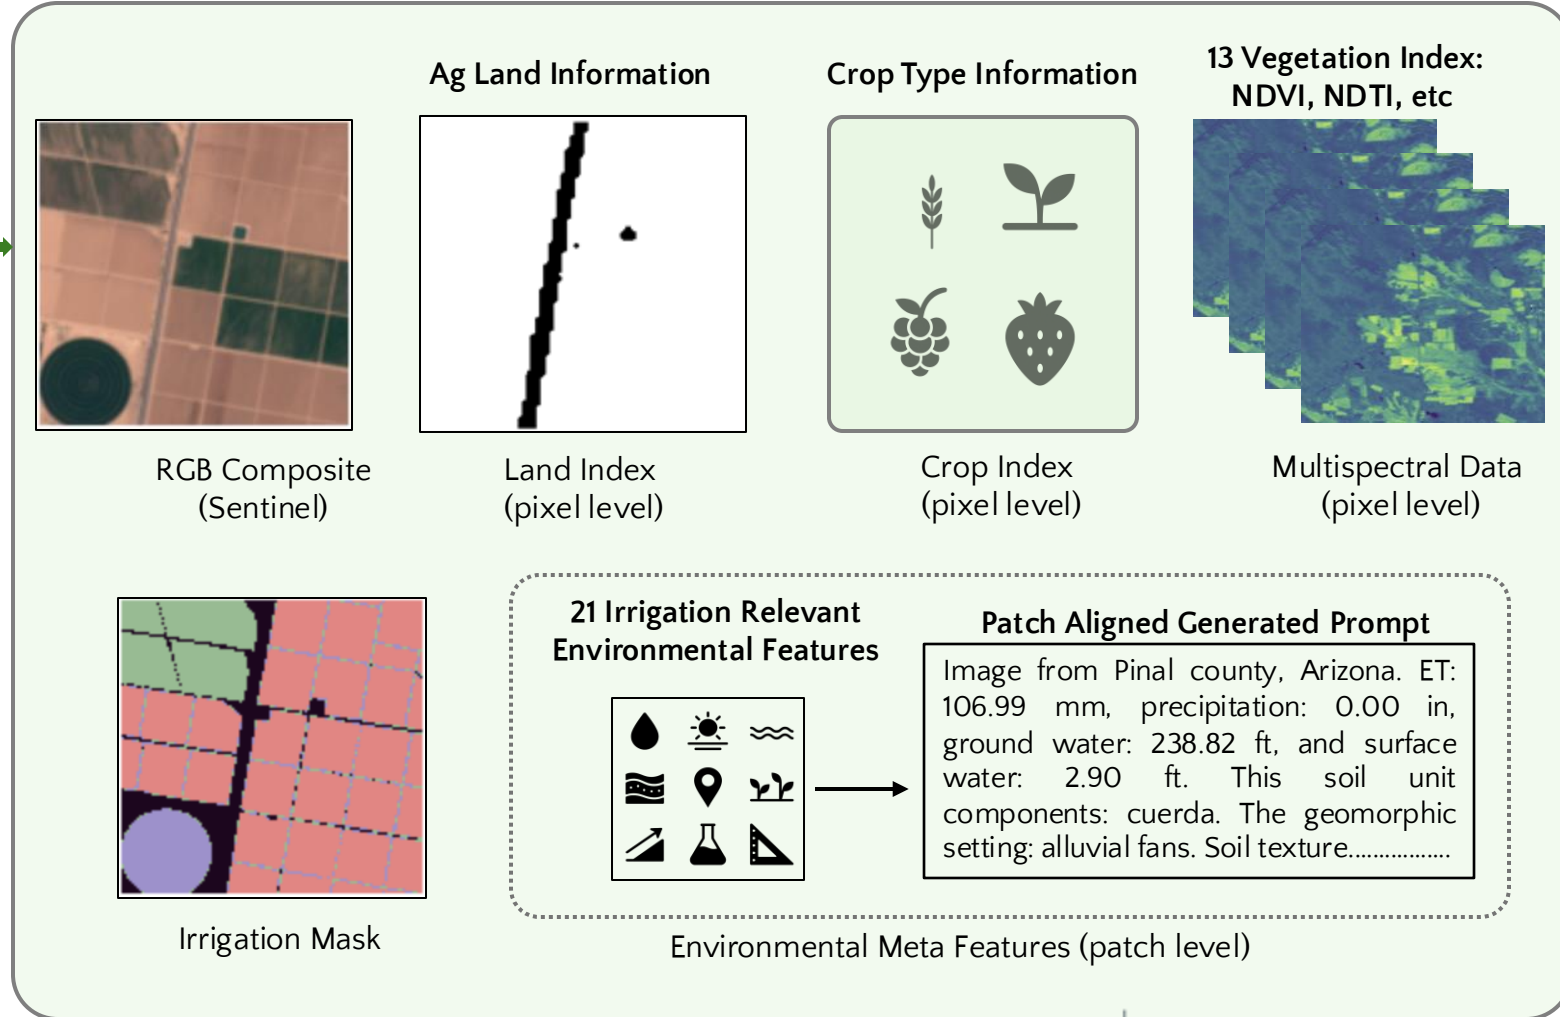 Ag Land Information
Crop Type Information
13 Vegetation Index:
NDVI, NDTI, etc
RGB Composite
(Sentinel)
Land Index
(pixel level)
Crop Index
(pixel level)
Multispectral Data
(pixel level)
21 Irrigation Relevant
Environmental Features
Patch Aligned Generated Prompt
Image from Pinal county, Arizona. ET:
106.99 mm, precipitation: 0.00 in,
ground water: 238.82 ft, and surface
water: 2.90 ft. This soil unit
components: cuerda. The geomorphic
setting: alluvial fans. Soil texture................
Irrigation Mask
Environmental Meta Features (patch level)